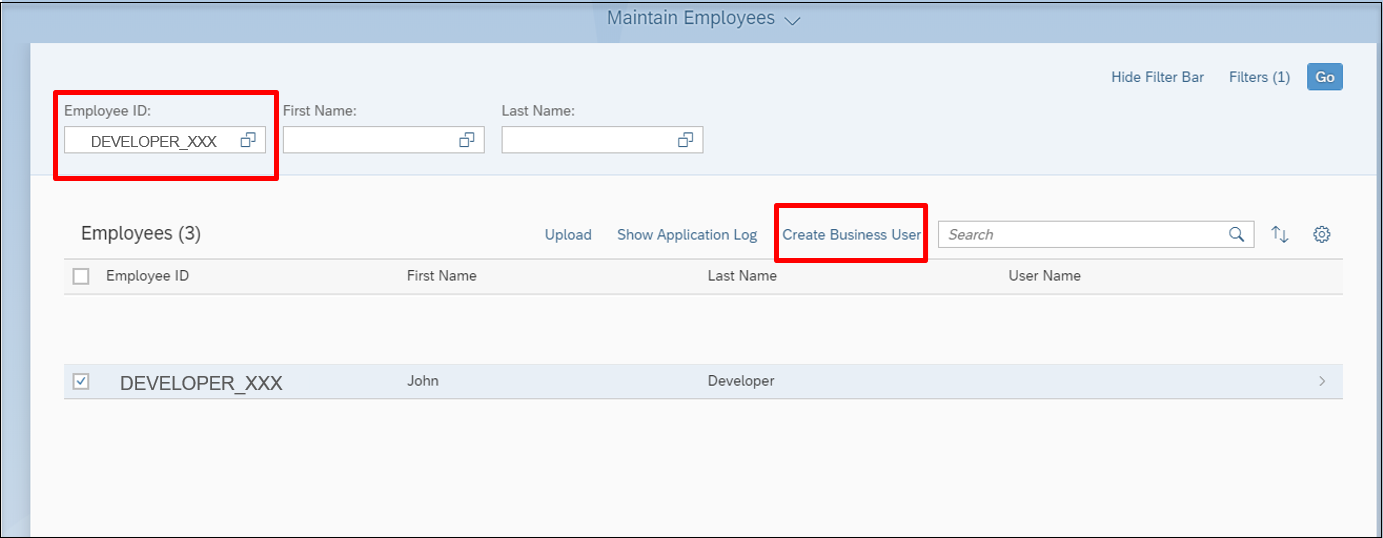 Maintain Employees
Hide Filter Bar Filters (1) Go
Employee ID: First Name: Last Name:
DEVELOPER_XXX
Employees (3) Upload Show Application Log Create Business User Search
Employee ID First Name Last Name User Name
DEVELOPER_XXX John Developer